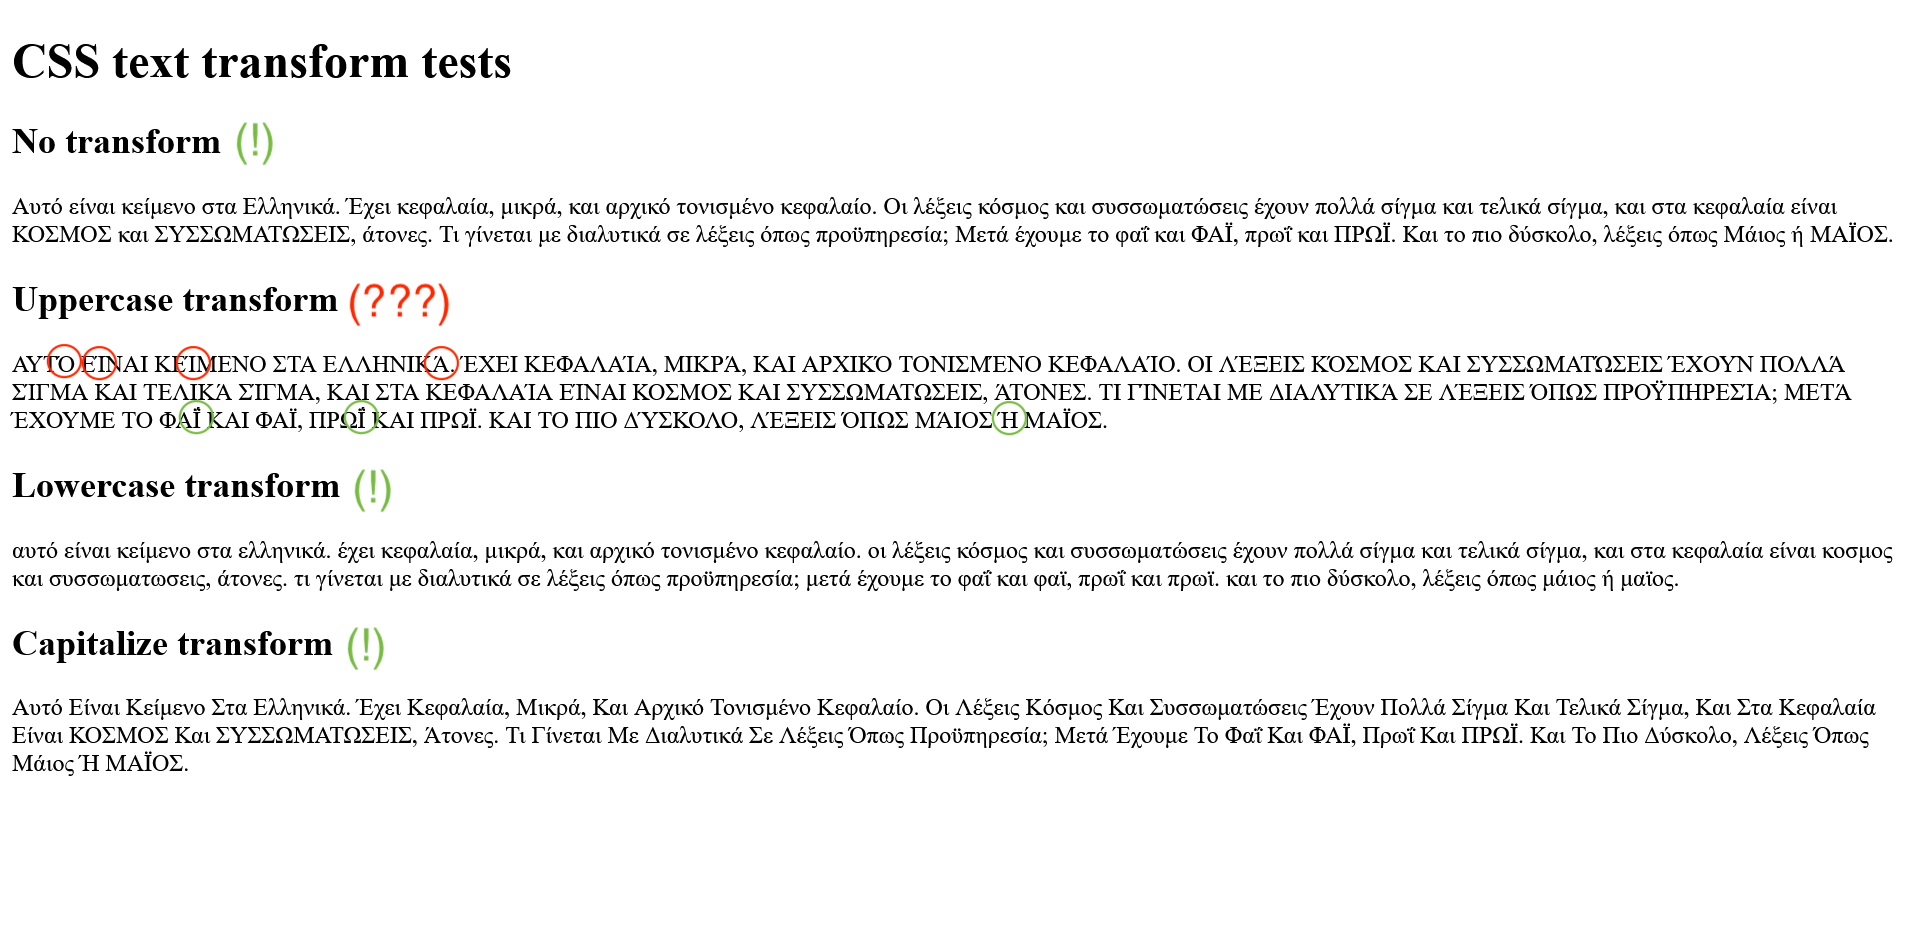 CSS text transform tests
No transform (!)
Αυτό είναι κείμενο στα Ελληνικά. Έχει κεφαλαία, μικρά, και αρχικό τονισμένο κεφαλαίο. Οι λέξεις κόσμος και συσσωματώσεις έχουν πολλά σίγμα και τελικά σίγμα, και στα κεφαλαία είναι
ΚΟΣΜΟΣ και ΣΥΣΣΩΜΑΤΩΣΕΙΣ, άτονες. Τι γίνεται με διαλυτικά σε λέξεις όπως προϋπηρεσία; Μετά έχουμε το φαΐ και ΦΑΪ, πρωΐ και ΠΡΩΪ. Και το πιο δύσκολο, λέξεις όπως Μάιος ή ΜΑΪΟΣ.
Uppercase transform (???)
ΑΥΤΌ ΕΊΝΑΙ ΚΕΊΜΕΝΟ ΣΤΑ ΕΛΛΗΝΙΚΆ. ΈΧΕΙ ΚΕΦΑΛΑΊΑ, ΜΙΚΡΆ, ΚΑΙ ΑΡΧΙΚΌ ΤΟΝΙΣΜΈΝΟ ΚΕΦΑΛΑΊΟ. ΟΙ ΛΈΞΕΙΣ ΚΌΣΜΟΣ ΚΑΙ ΣΥΣΣΩΜΑΤΏΣΕΙΣ ΈΧΟΥΝ ΠΟΛΛΆ
ΣΊΓΜΑ ΚΑΙ ΤΕΛΙΚΆ ΣΊΓΜΑ, ΚΑΙ ΣΤΑ ΚΕΦΑΛΑΊΑ ΕΊΝΑΙ ΚΟΣΜΟΣ ΚΑΙ ΣΥΣΣΩΜΑΤΩΣΕΙΣ, ΆΤΟΝΕΣ. ΤΙ ΓΊΝΕΤΑΙ ΜΕ ΔΙΑΛΥΤΙΚΆ ΣΕ ΛΈΞΕΙΣ ΌΠΩΣ ΠΡΟΫΠΗΡΕΣΊΑ; ΜΕΤΆ
ΈΧΟΥΜΕ ΤΟ ΦΑΪ́ ΚΑΙ ΦΑΪ, ΠΡΩΪ́ ΚΑΙ ΠΡΩΪ. ΚΑΙ ΤΟ ΠΙΟ ΔΎΣΚΟΛΟ, ΛΈΞΕΙΣ ΌΠΩΣ ΜΆΙΟΣ Ή ΜΑΪΟΣ.
Lowercase transform (!)
αυτό είναι κείμενο στα ελληνικά. έχει κεφαλαία, μικρά, και αρχικό τονισμένο κεφαλαίο. οι λέξεις κόσμος και συσσωματώσεις έχουν πολλά σίγμα και τελικά σίγμα, και στα κεφαλαία είναι κοσμος
και συσσωματωσεις, άτονες. τι γίνεται με διαλυτικά σε λέξεις όπως προϋπηρεσία; μετά έχουμε το φαΐ και φαϊ, πρωΐ και πρωϊ. και το πιο δύσκολο, λέξεις όπως μάιος ή μαϊος.
Capitalize transform (!)
Αυτό Είναι Κείμενο Στα Ελληνικά. Έχει Κεφαλαία, Μικρά, Και Αρχικό Τονισμένο Κεφαλαίο. Οι Λέξεις Κόσμος Και Συσσωματώσεις Έχουν Πολλά Σίγμα Και Τελικά Σίγμα, Και Στα Κεφαλαία
Είναι ΚΟΣΜΟΣ Και ΣΥΣΣΩΜΑΤΩΣΕΙΣ, Άτονες. Τι Γίνεται Με Διαλυτικά Σε Λέξεις Όπως Προϋπηρεσία; Μετά Έχουμε Το Φαΐ Και ΦΑΪ, Πρωΐ Και ΠΡΩΪ. Και Το Πιο Δύσκολο, Λέξεις Όπως
Μάιος Ή ΜΑΪΟΣ.